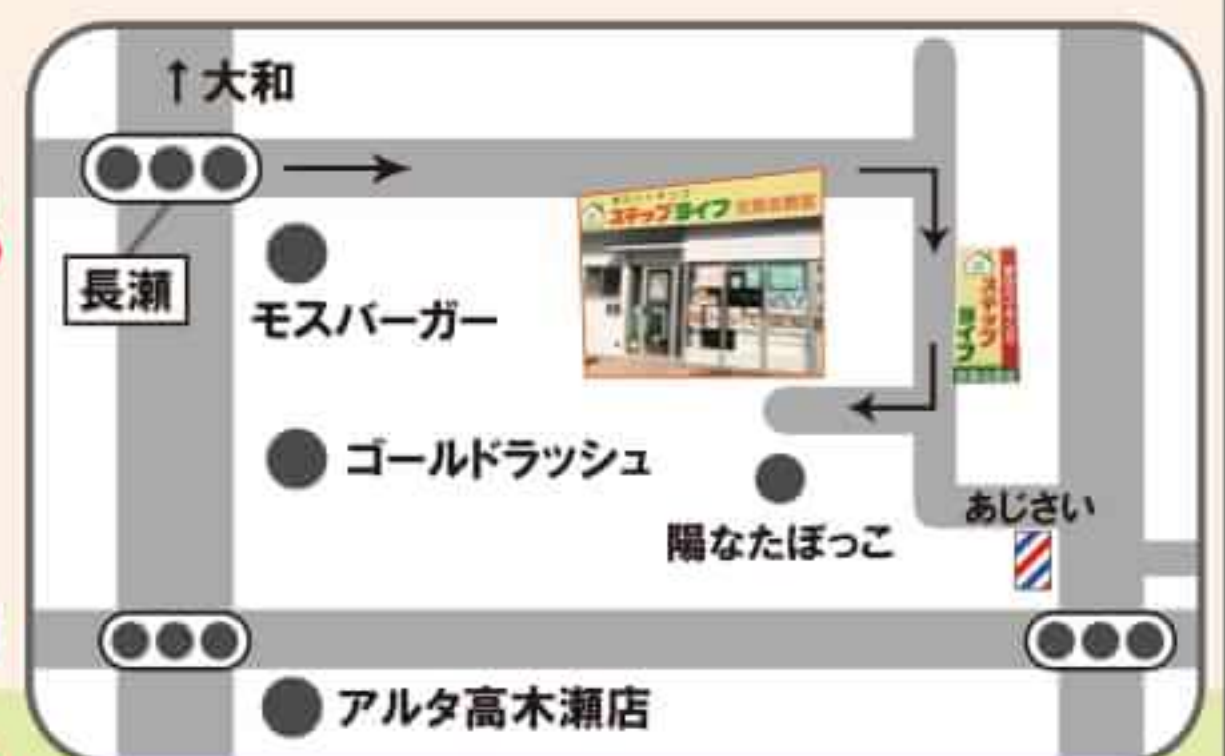 ↑大和
長瀬
モスバーガー
ステップライフ
ステップ
ライフ
ゴールドラッシュ
陽なたぼっこ
あじさい
アルタ高木瀬店